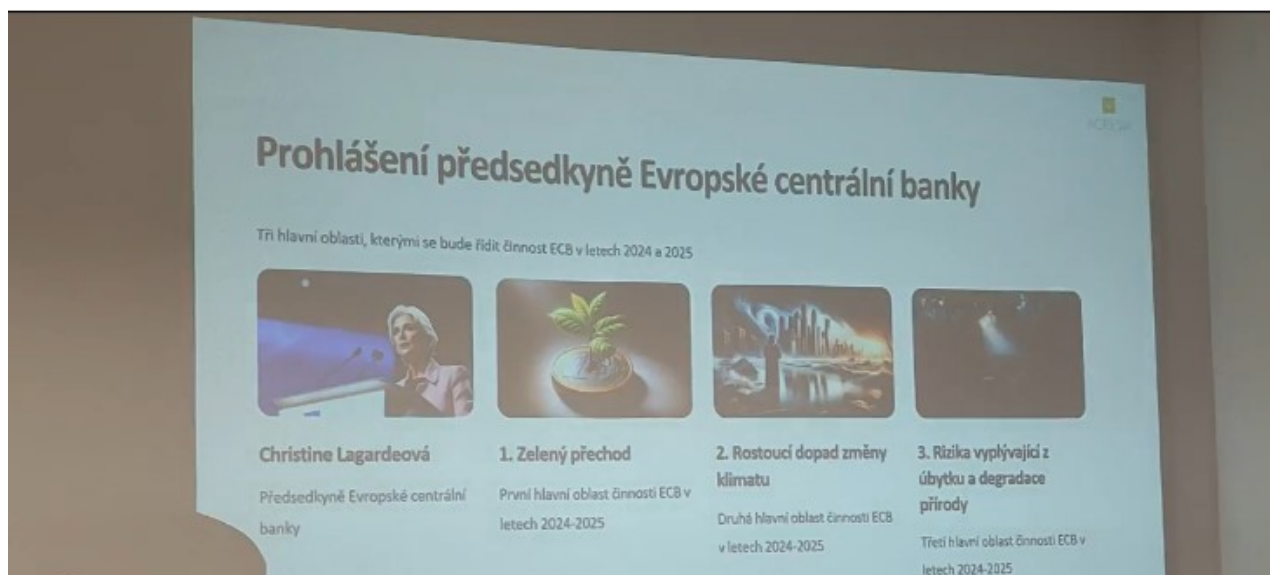 Prohlášení předsedkyně Evropské centrální banky
Tři hlavní oblasti, kterými se bude řídit činnost ECB v letech 2024 a 2025
Christine Lagardeová
Předsedkyně Evropské centrální
banky
1. Zelený přechod
První hlavní oblast činnosti ECB v
letech 2024-2025
2. Rostoucí dopad změny
klimatu
Druhá hlavní oblast činnosti ECB
v letech 2024-2025
3. Rizika vyplývající z
úbytku a degradace
přírody
Třetí hlavní oblast činnosti ECB v
letech 2024-2025